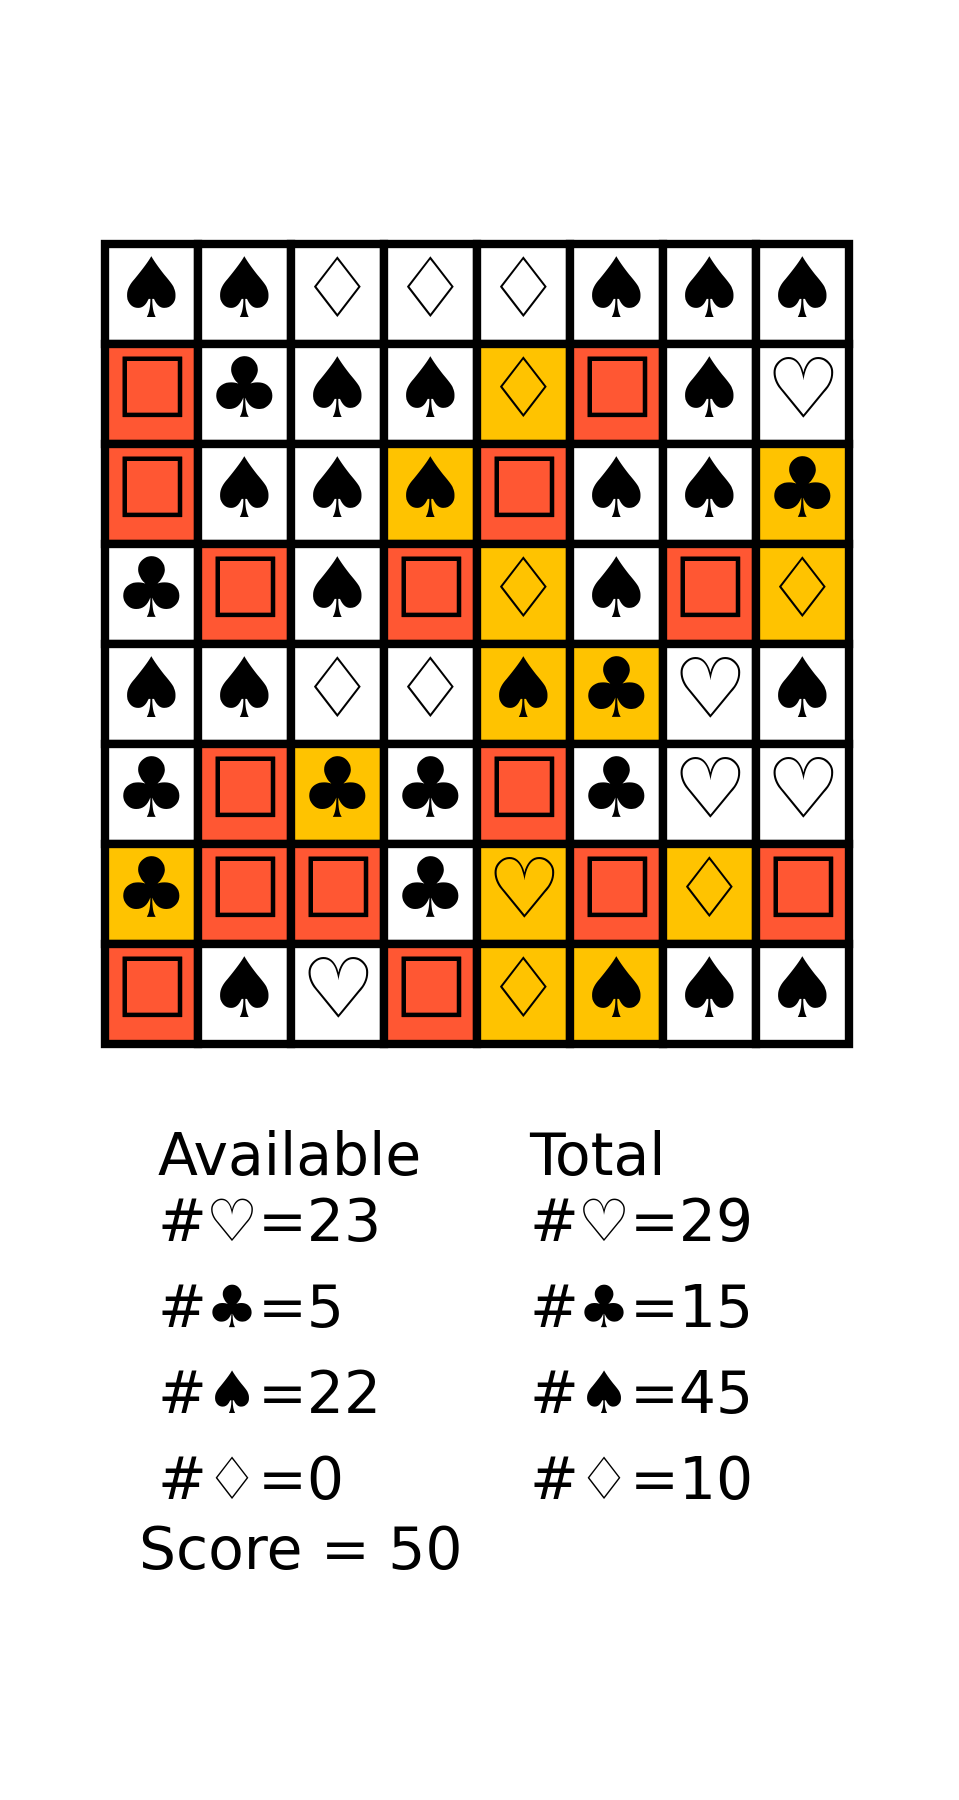 ♠ ♠ ♢ ♢ ♢ ♠ ♠ ♠
□ ♣ ♠ ♠ ♢ □ ♠ ♡
□ ♠ ♠ ♠ □ ♠ ♠ ♣
♣ □ ♠ □ ♢ ♠ □ ♢
♠ ♠ ♢ ♢ ♠ ♣ ♡ ♠
♣ □ ♣ ♣ □ ♣ ♡ ♡
♣ □ □ ♣ ♡ □ ♢ □
□ ♠ ♡ □ ♢ ♠ ♠ ♠
Available Total
#♡=23 #♡=29
#♣=5 #♣=15
#♠=22 #♠=45
#♢=0 #♢=10
Score = 50